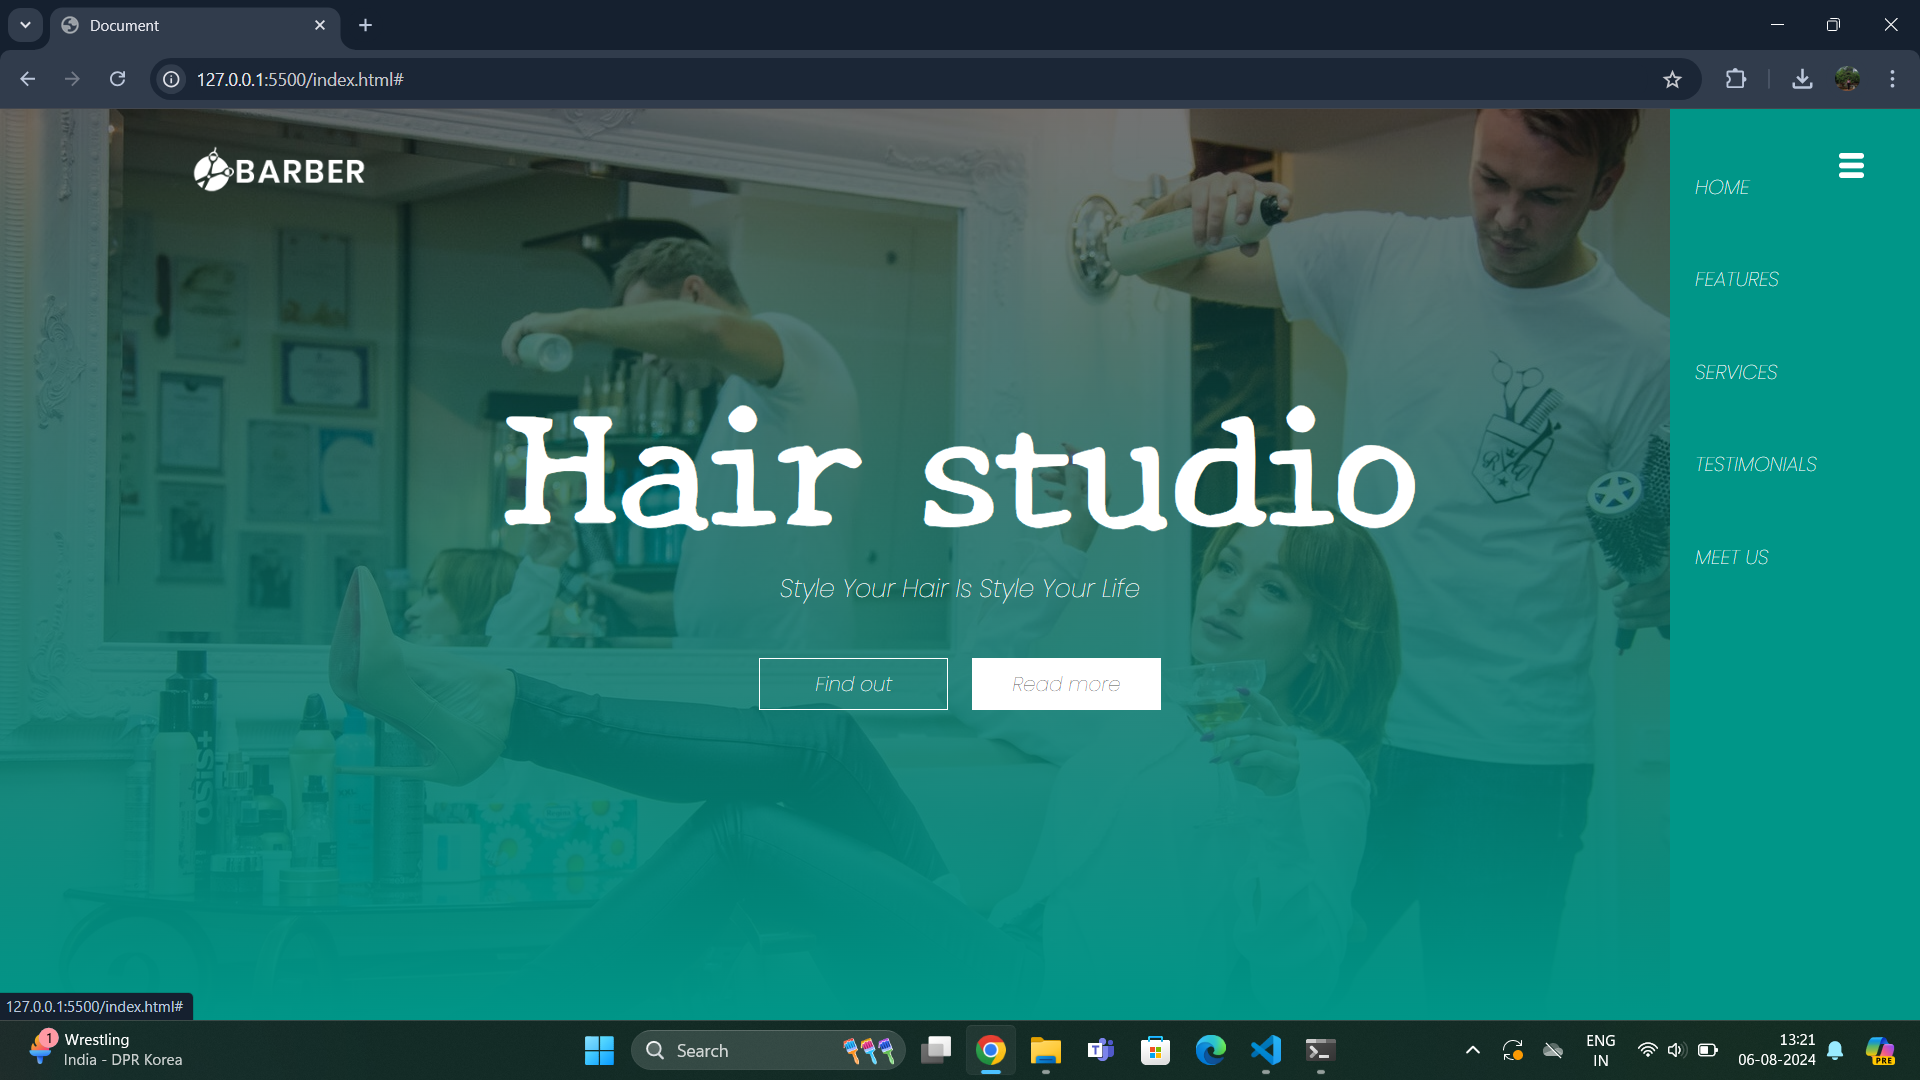 Document
127.0.0.1:5500/index.html#
BARBER
HOME
FEATURES
SERVICES
TESTIMONIALS
MEET US
Hair studio
Style Your Hair Is Style Your Life
Find out
Read more
OSIS+
127.0.0.1:5500/index.html#
1
Wrestling
India - DPR Korea
Search
ENG
IN
13:21
06-08-2024
PRE